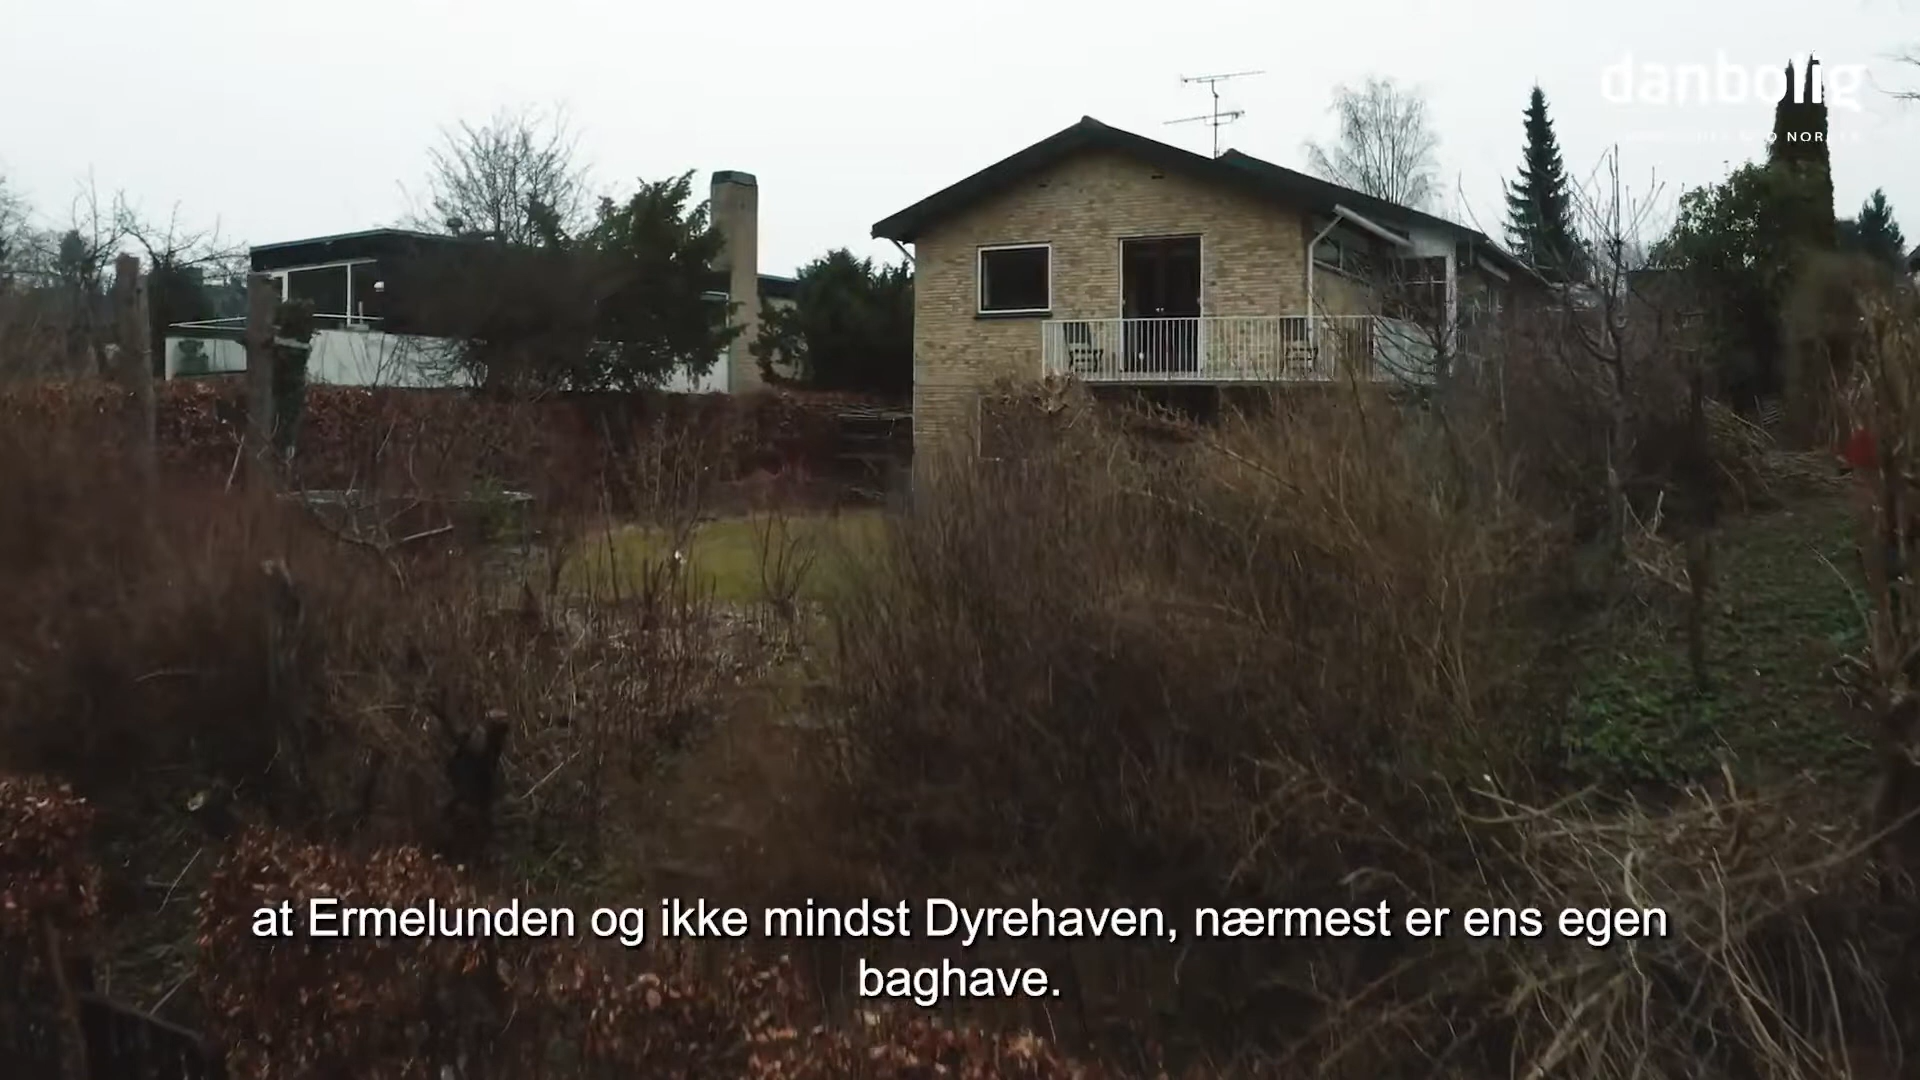 danbolig
at Ermelunden og ikke mindst Dyrehaven, nærmest er ens egen
baghave.